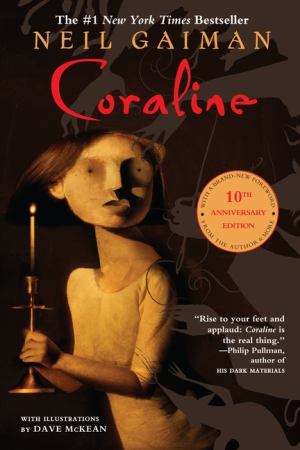 The #1 New York Times Bestseller
NEIL GAIMAN
Coraline
WITH A BRAND-NEW FOREWORD
10TH
ANNIVERSARY
EDITION
FROM THE AUTHOR & MORE
“Rise to your feet and
applaud: Coraline is
the real thing.”
—Philip Pullman,
author of
HIS DARK MATERIALS
WITH ILLUSTRATIONS
BY DAVE McKEAN